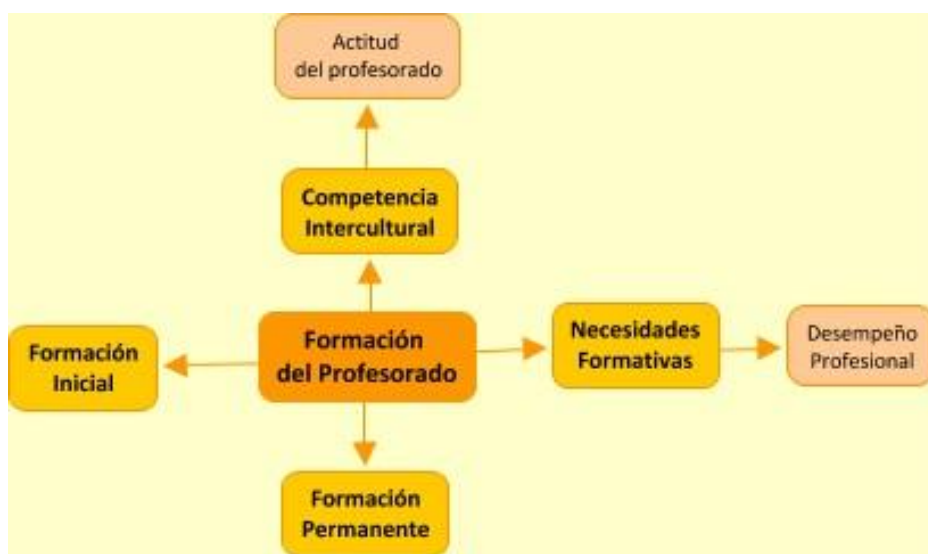 Actitud
del profesorado
Competencia
Intercultural
Formación
Inicial
Formación
del Profesorado
Necesidades
Formativas
Desempeño
Profesional
Formación
Permanente